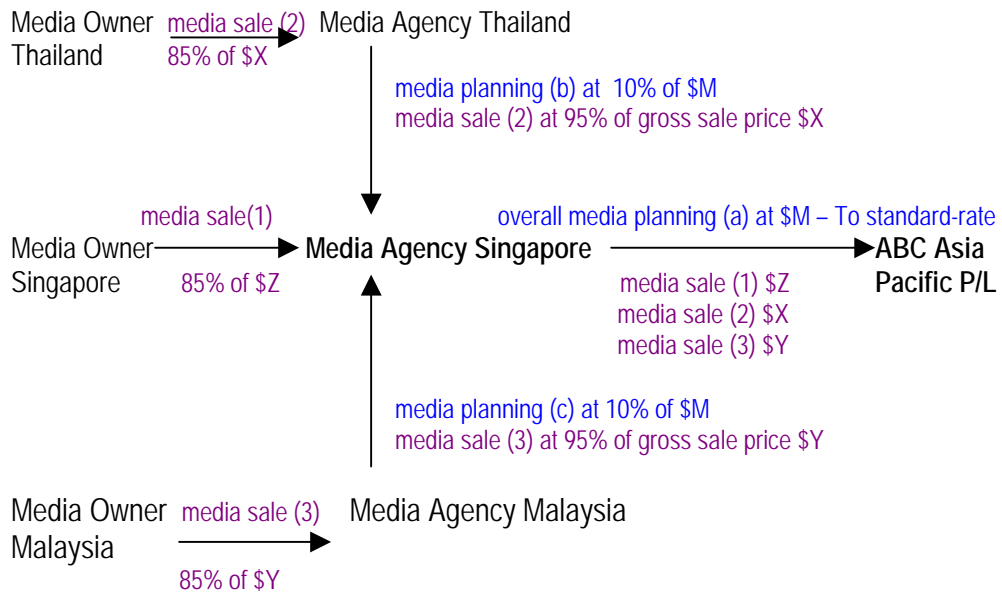 Media Owner media sale (2) Media Agency Thailand
Thailand 85% of $X
media planning (b) at 10% of $M
media sale (2) at 95% of gross sale price $X
media sale(1) overall media planning (a) at $M – To standard-rate
Media Owner Media Agency Singapore ABC Asia
Singapore 85% of $Z media sale (1) $Z Pacific P/L
media sale (2) $X
media sale (3) $Y
media planning (c) at 10% of $M
media sale (3) at 95% of gross sale price $Y
Media Owner media sale (3) Media Agency Malaysia
Malaysia
85% of $Y